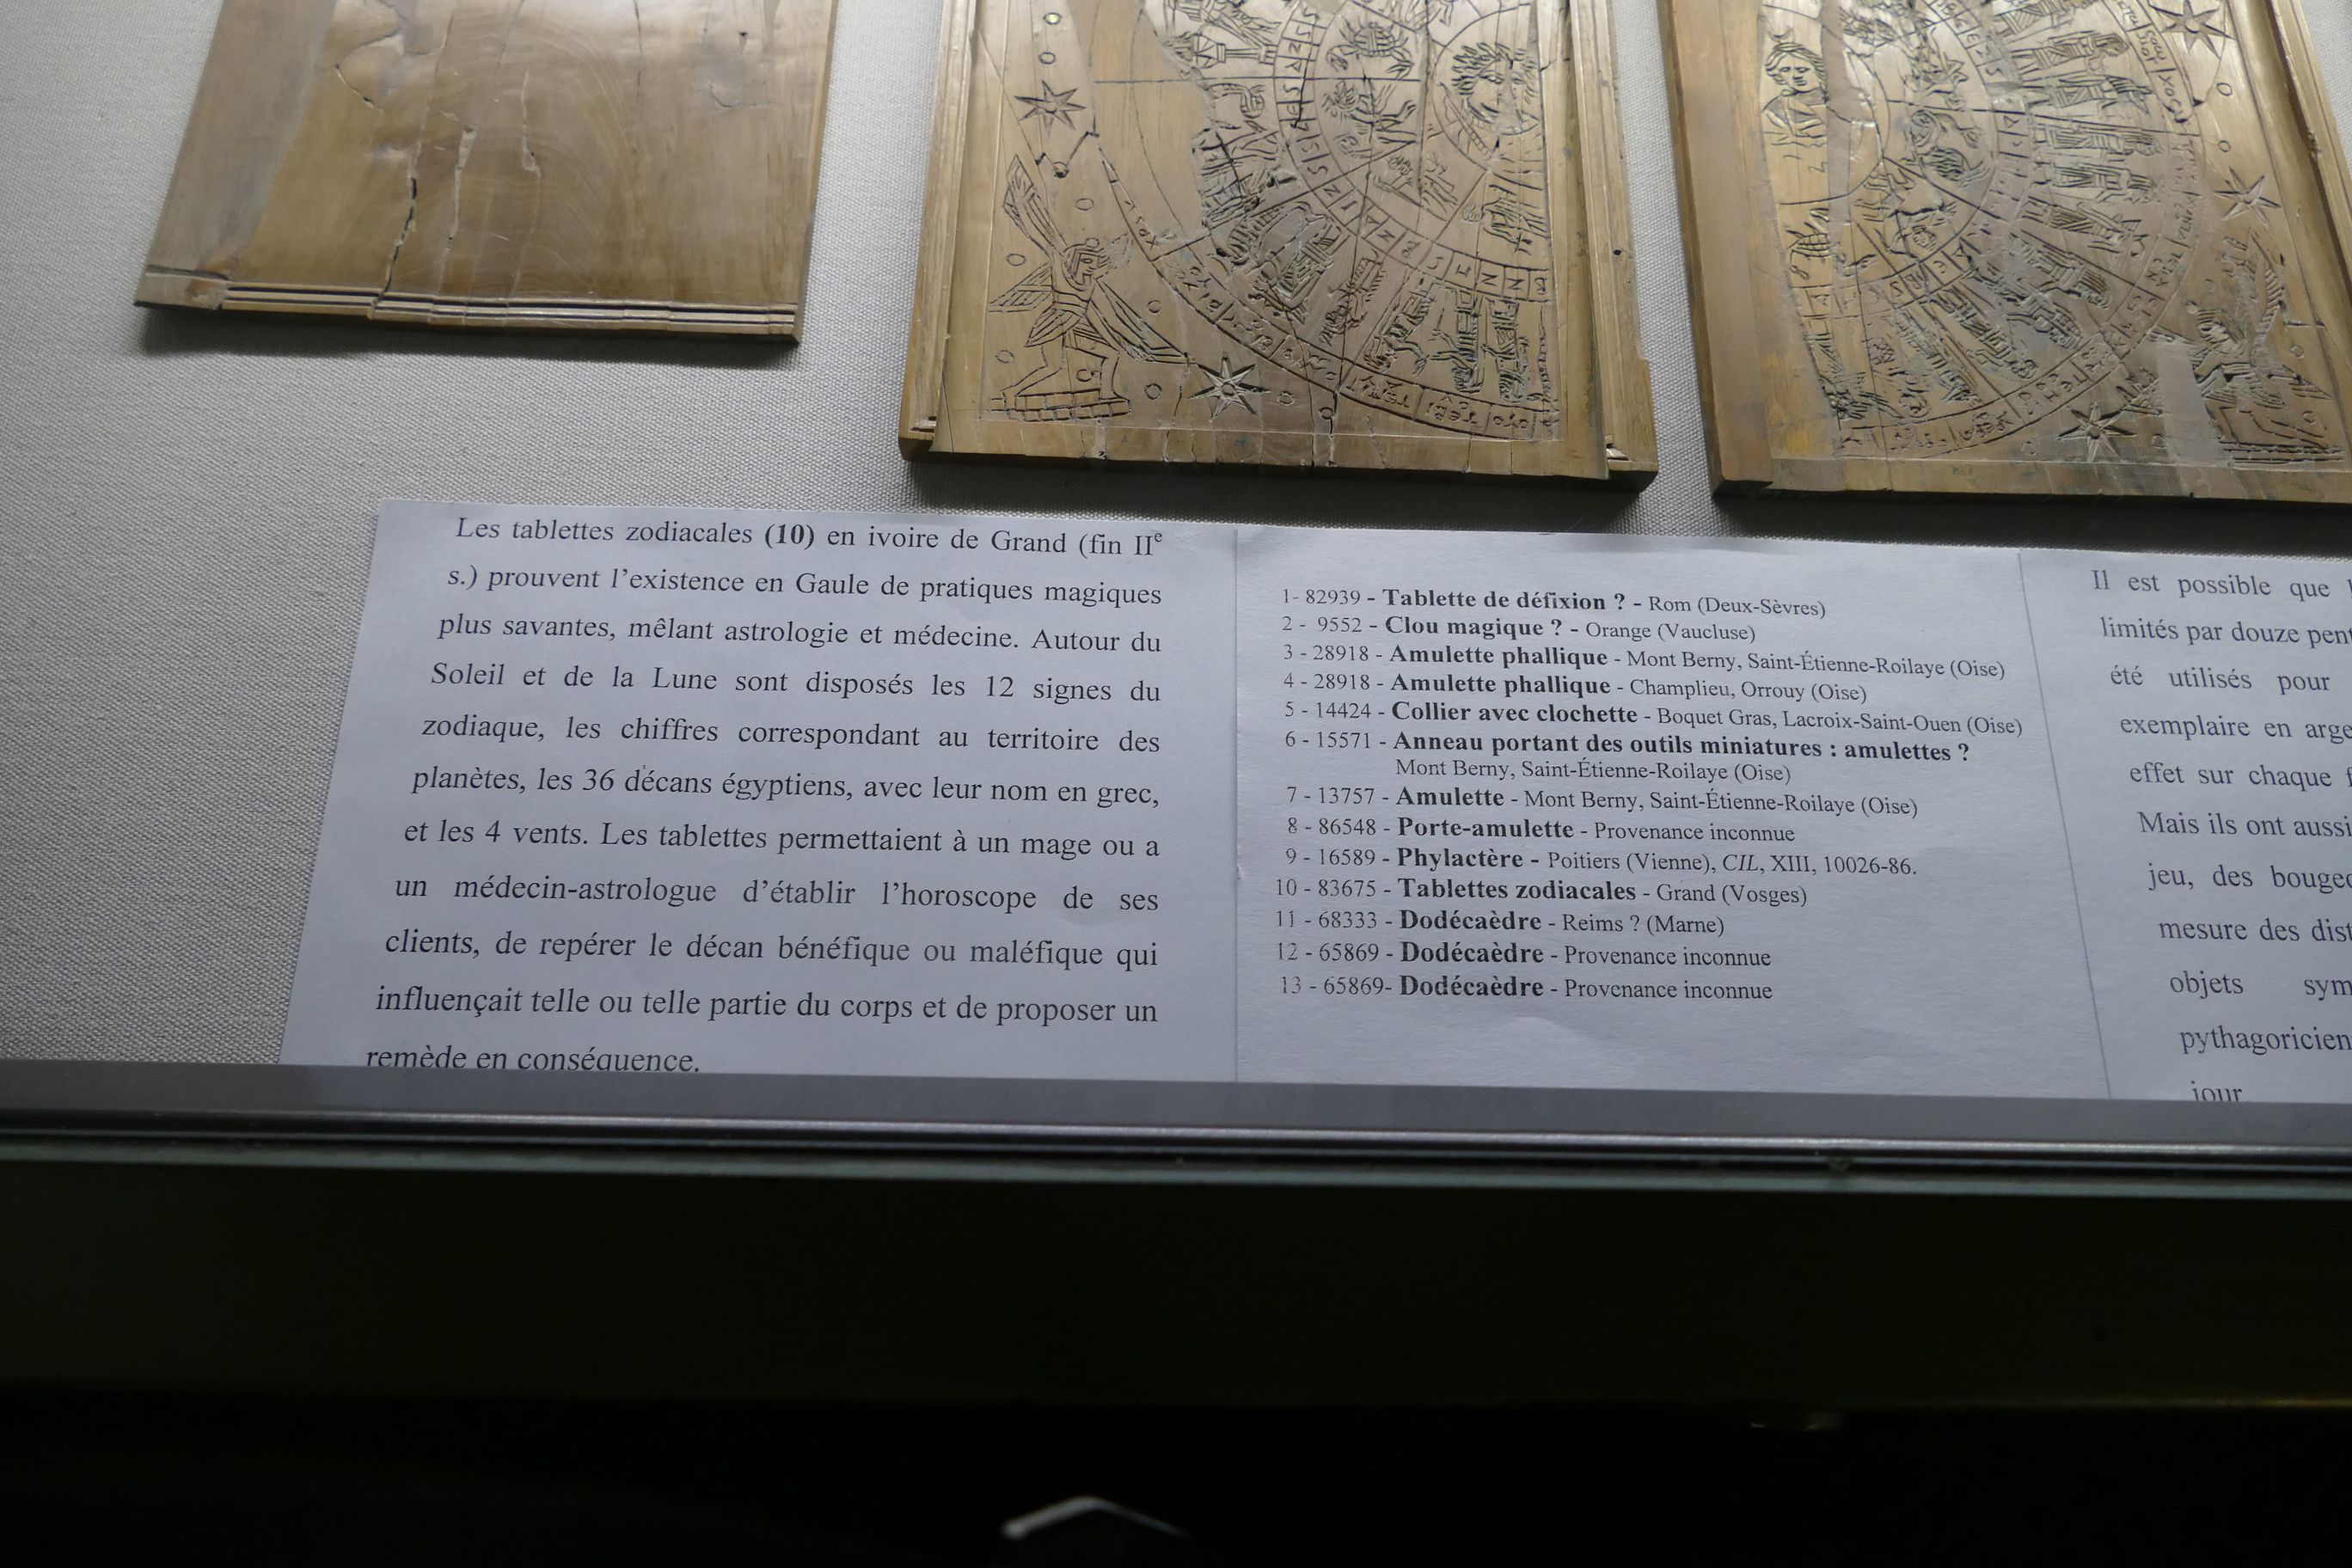 Les tablettes zodiacales (10) en ivoire de Grand (fin IIe
s.) prouvent l’existence en Gaule de pratiques magiques
plus savantes, mêlant astrologie et médecine. Autour du
Soleil et de la Lune sont disposés les 12 signes du
zodiaque, les chiffres correspondant au territoire des
planètes, les 36 décans égyptiens, avec leur nom en grec,
et les 4 vents. Les tablettes permettaient à un mage ou a
un médecin-astrologue d’établir l’horoscope de ses
clients, de repérer le décan bénéfique ou maléfique qui
influençait telle ou telle partie du corps et de proposer un
remède en conséquence.
1- 82939 - Tablette de défixion ? - Rom (Deux-Sèvres)
2 - 9552 - Clou magique ? - Orange (Vaucluse)
3 - 28918 - Amulette phallique - Mont Berny, Saint-Étienne-Roilaye (Oise)
4 - 28918 - Amulette phallique - Champlieu, Orrouy (Oise)
5 - 14424 - Collier avec clochette - Boquet Gras, Lacroix-Saint-Ouen (Oise)
6 - 15571 - Anneau portant des outils miniatures : amulettes ?
Mont Berny, Saint-Étienne-Roilaye (Oise)
7 - 13757 - Amulette - Mont Berny, Saint-Étienne-Roilaye (Oise)
8 - 86548 - Porte-amulette - Provenance inconnue
9 - 16589 - Phylactère - Poitiers (Vienne), CIL, XIII, 10026-86.
10 - 83675 - Tablettes zodiacales - Grand (Vosges)
11 - 68333 - Dodécaèdre - Reims ? (Marne)
12 - 65869 - Dodécaèdre - Provenance inconnue
13 - 65869- Dodécaèdre - Provenance inconnue
Il est possible que
limités par douze
été utilisés pour
exemplaire en
effet sur chaque
Mais ils ont aussi
jeu, des
mesure des
objets
jour